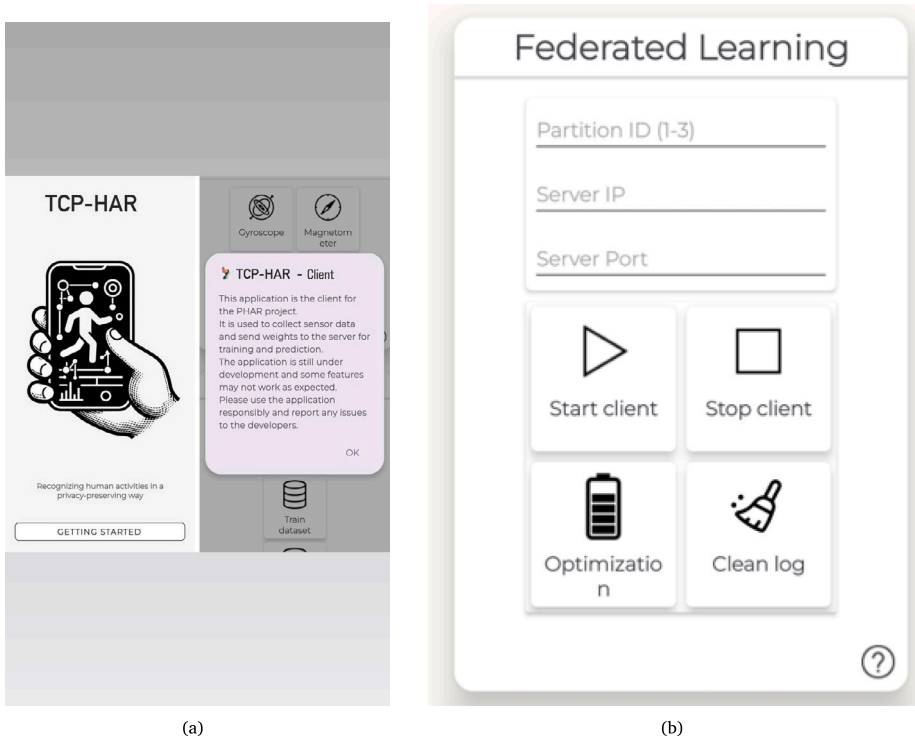 TCP-HAR
Recognizing human activities in a
privacy-preserving way
GETTING STARTED
Gyroscope
Magnetom
eter
TCP-HAR - Client
This application is the client for
the PHAR project.
It is used to collect sensor data
and send weights to the server for
training and prediction.
The application is still under
development and some features
may not work as expected.
Please use the application
responsibly and report any issues
to the developers.
OK
Train
dataset
(a)
Federated Learning
Partition ID (1-3)
Server IP
Server Port
Start client
Stop client
Optimizatio
n
Clean log
?
(b)